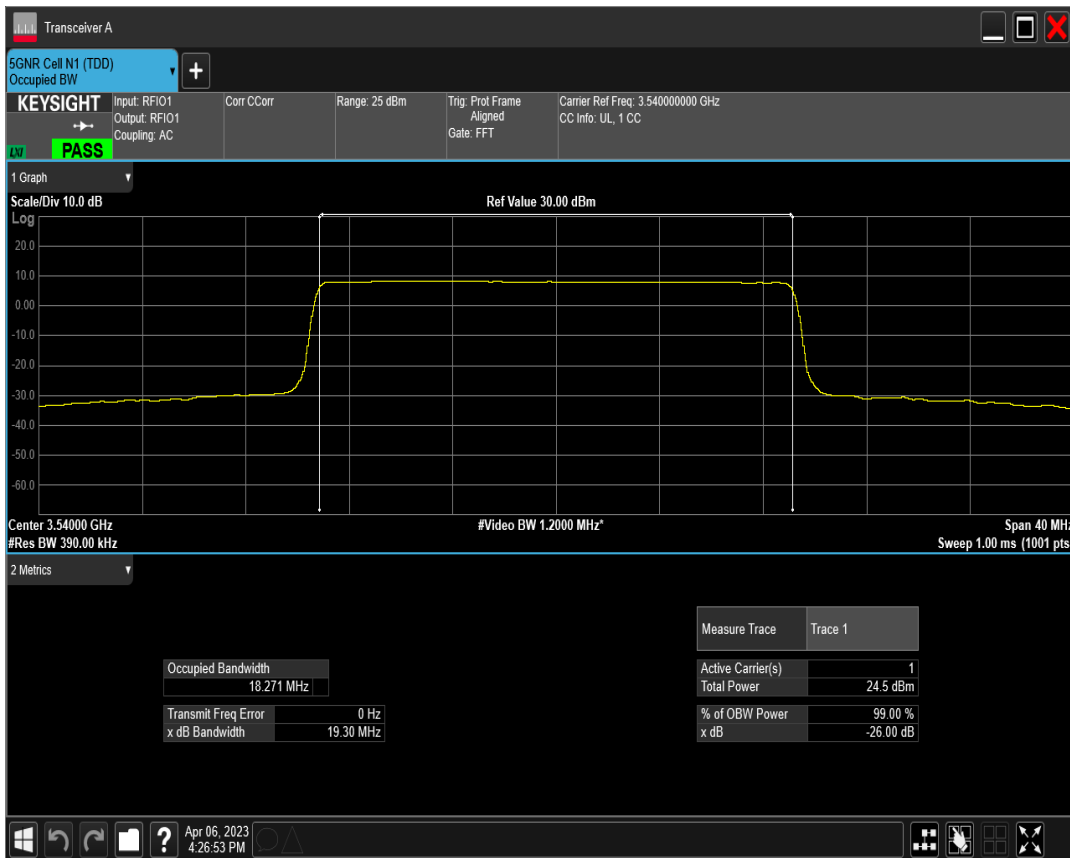 Transceiver A
5GNR Cell N1 (TDD)
Occupied BW
+
KEYSIGHT
LXI
PASS
Input: RFIO1
Output: RFIO1
Coupling: AC
Corr CCorr
Range: 25 dBm
Trig: Prot Frame
Aligned
Gate: FFT
Carrier Ref Freq: 3.540000000 GHz
CC Info: UL, 1 CC
1 Graph
Scale/Div 10.0 dB
Ref Value 30.00 dBm
Log
20.0
10.0
0.00
-10.0
-20.0
-30.0
-40.0
-50.0
-60.0
Center 3.54000 GHz
#Video BW 1.2000 MHz*
Span 40 MHz
#Res BW 390.00 kHz
Sweep 1.00 ms (1001 pts
2 Metrics
Measure Trace Trace 1
Occupied Bandwidth
18.271 MHz
Active Carrier(s) 1
Total Power 24.5 dBm
Transmit Freq Error 0 Hz
x dB Bandwidth 19.30 MHz
% of OBW Power 99.00 %
x dB -26.00 dB
?
Apr 06, 2023
4:26:53 PM